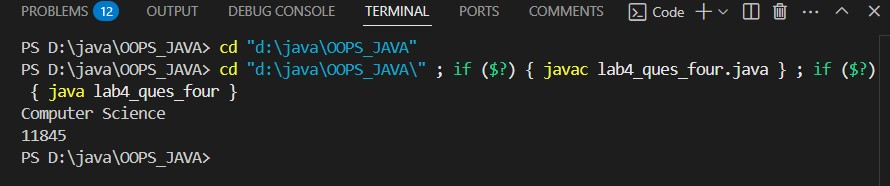 PROBLEMS 12 OUTPUT DEBUG CONSOLE TERMINAL PORTS COMMENTS Code
PS D:\java\OOPS_JAVA> cd "d:\java\OOPS_JAVA"
PS D:\java\OOPS_JAVA> cd "d:\java\OOPS_JAVA\" ; if ($?) { javac lab4_ques_four.java } ; if ($?)
{ java lab4_ques_four }
Computer Science
11845
PS D:\java\OOPS_JAVA>